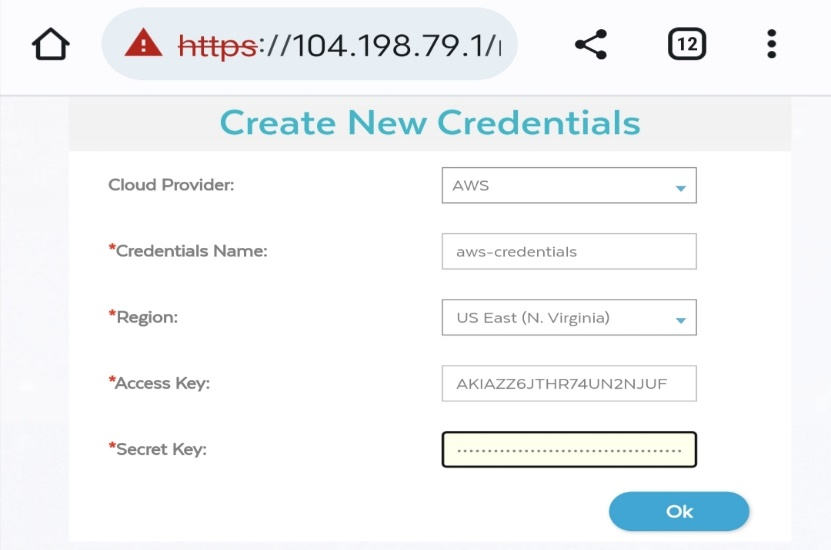 https://104.198.79.1/
12
Create New Credentials
Cloud Provider:
AWS
*Credentials Name:
aws-credentials
*Region:
US East (N. Virginia)
*Access Key:
AKIAZZ6JTHR74UN2NJUF
*Secret Key:
Ok